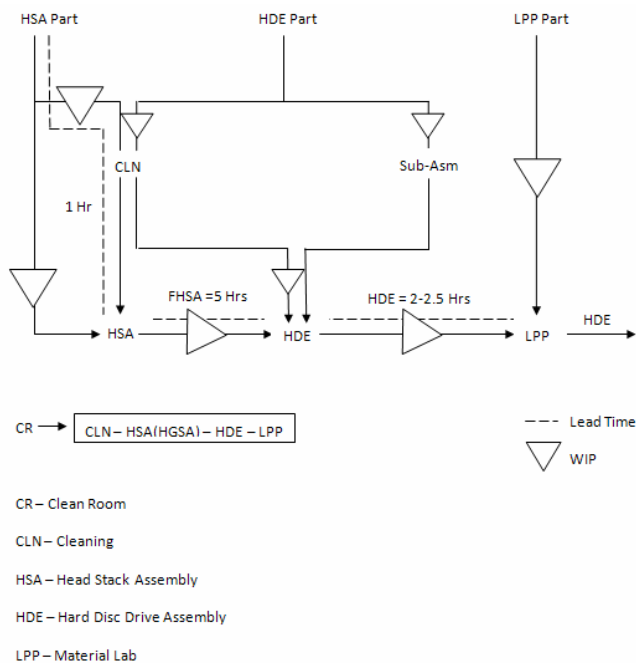 HSA Part HDE Part LPP Part
CLN Sub-Asm
1 Hr
FHSA =5 Hrs HDE = 2-2.5 Hrs
HSA HDE LPP HDE
CR CLN – HSA(HGSA) – HDE – LPP
Lead Time
WIP
CR – Clean Room
CLN – Cleaning
HSA – Head Stack Assembly
HDE – Hard Disc Drive Assembly
LPP – Material Lab